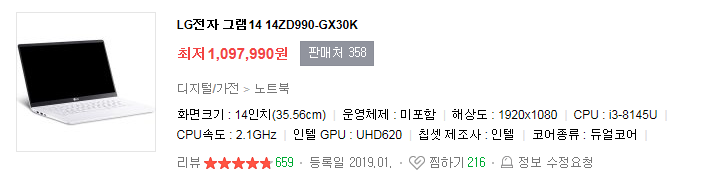 LG전자 그램14 14ZD990-GX30K
최저 1,097,990원 판매처 358
디지털/가전 > 노트북
화면크기 : 14인치(35.56cm) | 운영체제 : 미포함 | 해상도 : 1920x1080 | CPU : i3-8145U |
CPU속도 : 2.1GHz | 인텔 GPU : UHD620 | 칩셋 제조사 : 인텔 | 코어종류 : 듀얼코어 |
리뷰 ★★★★★ 659 · 등록일 2019.01. · 찜하기 216 · 정보 수정요청